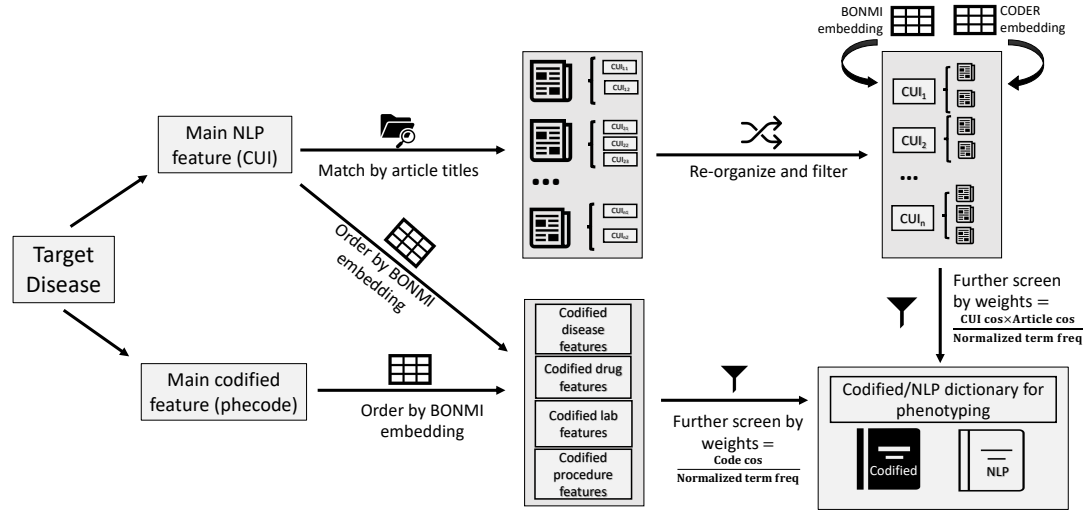 Target
Disease
Main NLP
feature (CUI)
Main codified
feature (phecode)
Match by article titles
Order by BONMI
embedding
Order by BONMI
embedding
CUI₁₁
CUI₁₂
CUI₂₁
CUI₂₂
CUI₂₃
...
CUIₙ₁
CUIₙ₂
Re-organize and filter
BONMI
embedding
CODER
embedding
CUI₁
CUI₂
...
CUIₙ
Codified
disease
features
Codified drug
features
Codified lab
features
Codified
procedure
features
Further screen by
weights =
Code cos
Normalized term freq
Further screen
by weights =
CUI cos×Article cos
Normalized term freq
Codified/NLP dictionary for
phenotyping
Codified
NLP